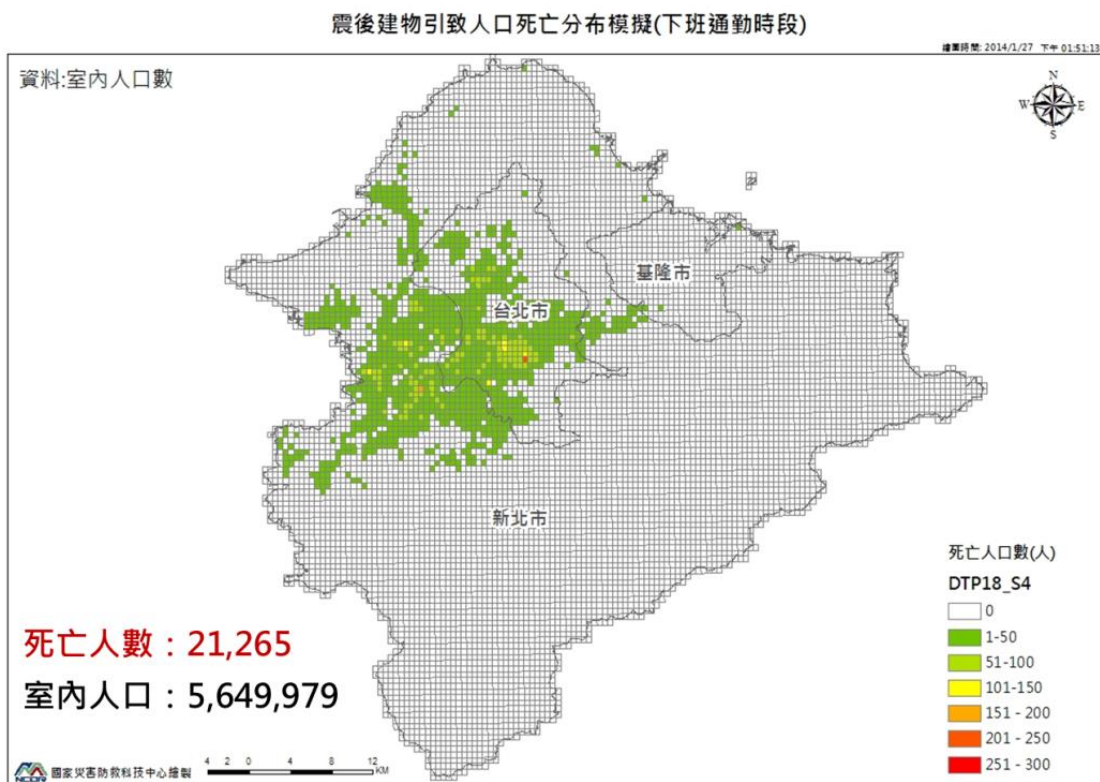 震後建物引致人口死亡分布模擬(下班通勤時段)
繪圖時間: 2014/1/27 下午 01:51:13
資料:室內人口數
N
W E
S
基隆市
台北市
新北市
死亡人口數(人)
DTP18_S4
0
1-50
51-100
101-150
151 - 200
201 - 250
251 - 300
死亡人數：21,265
室內人口：5,649,979
NCDR
國家災害防救科技中心繪製
4 2 0 4 8 12
KM